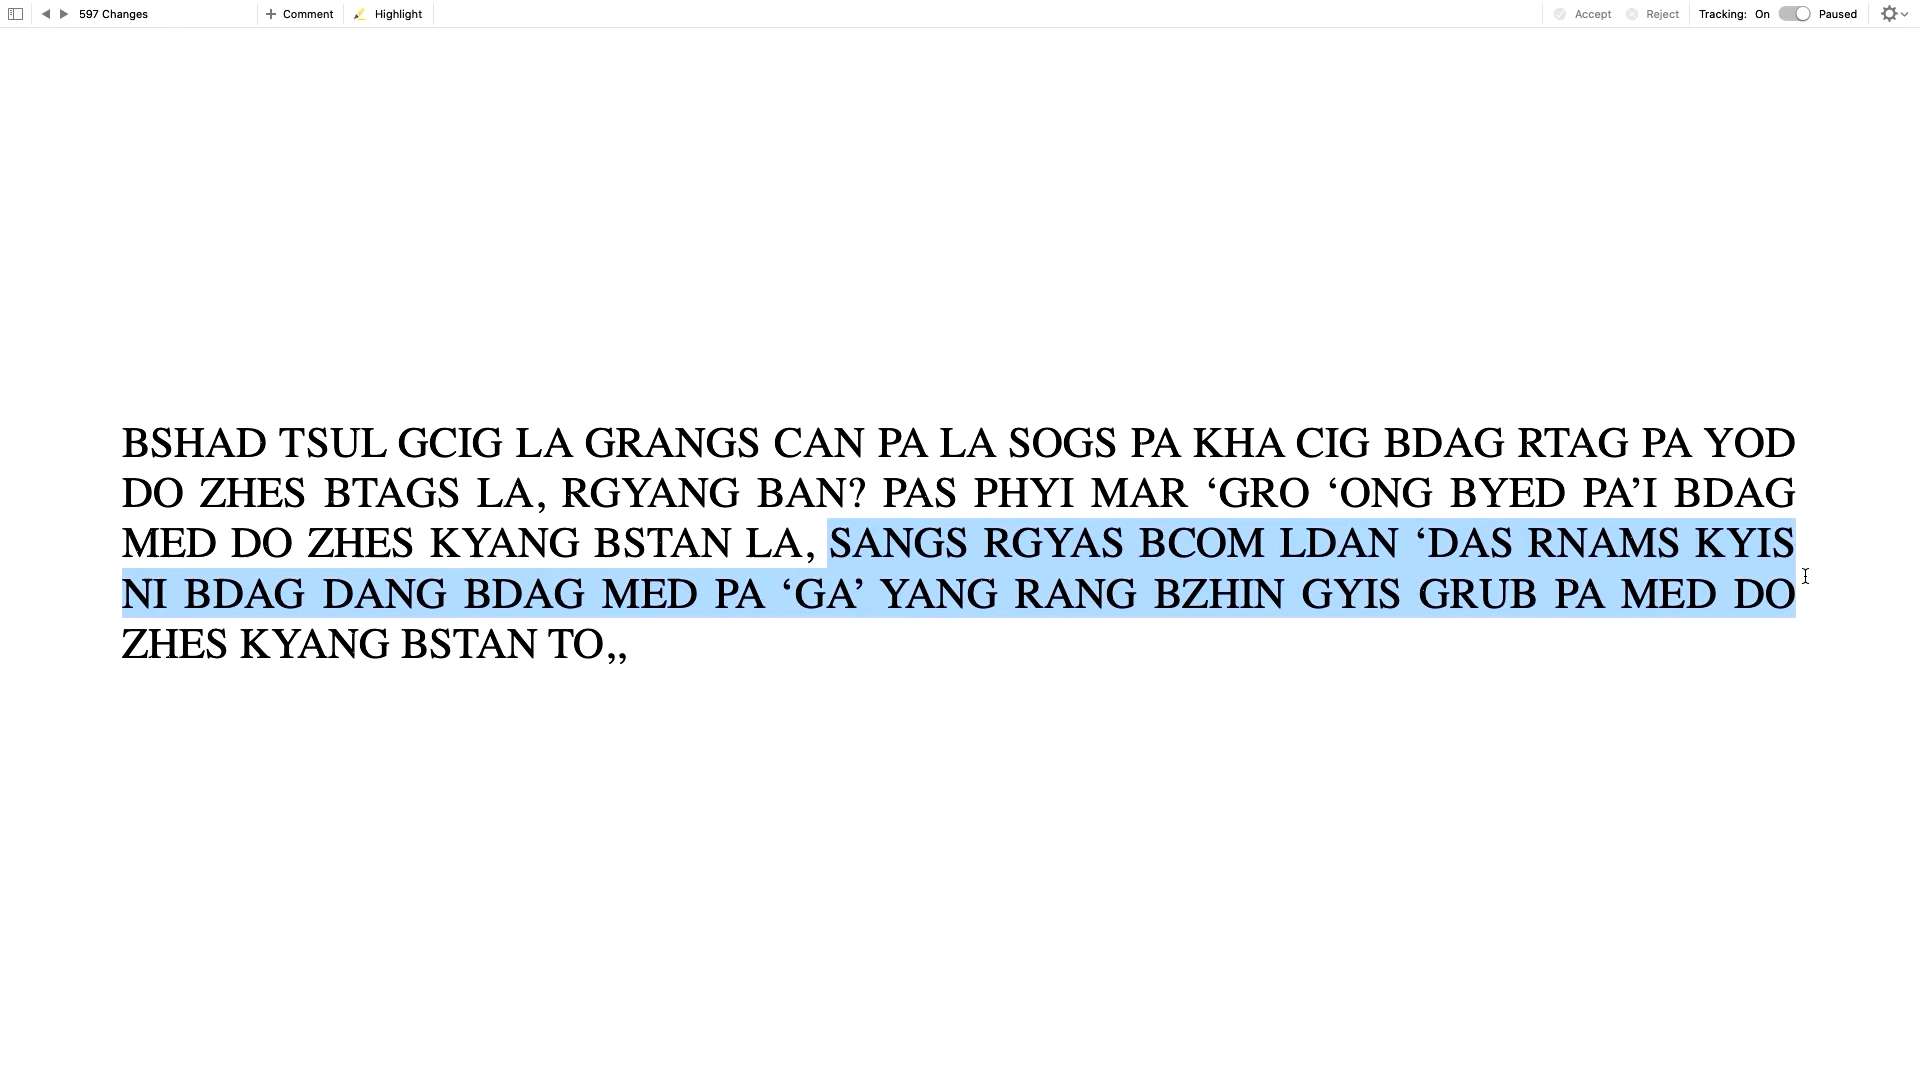 597 Changes
Comment
Highlight
Accept
Reject
Tracking: On
Paused
BSHAD TSUL GCIG LA GRANGS CAN PA LA SOGS PA KHA CIG BDAG RTAG PA YOD
DO ZHES BTAGS LA, RGYANG BAN? PAS PHYI MAR ‘GRO ‘ONG BYED PA’I BDAG
MED DO ZHES KYANG BSTAN LA, SANGS RGYAS BCOM LDAN ‘DAS RNAMS KYIS
NI BDAG DANG BDAG MED PA ‘GA’ YANG RANG BZHIN GYIS GRUB PA MED DO
ZHES KYANG BSTAN TO,,